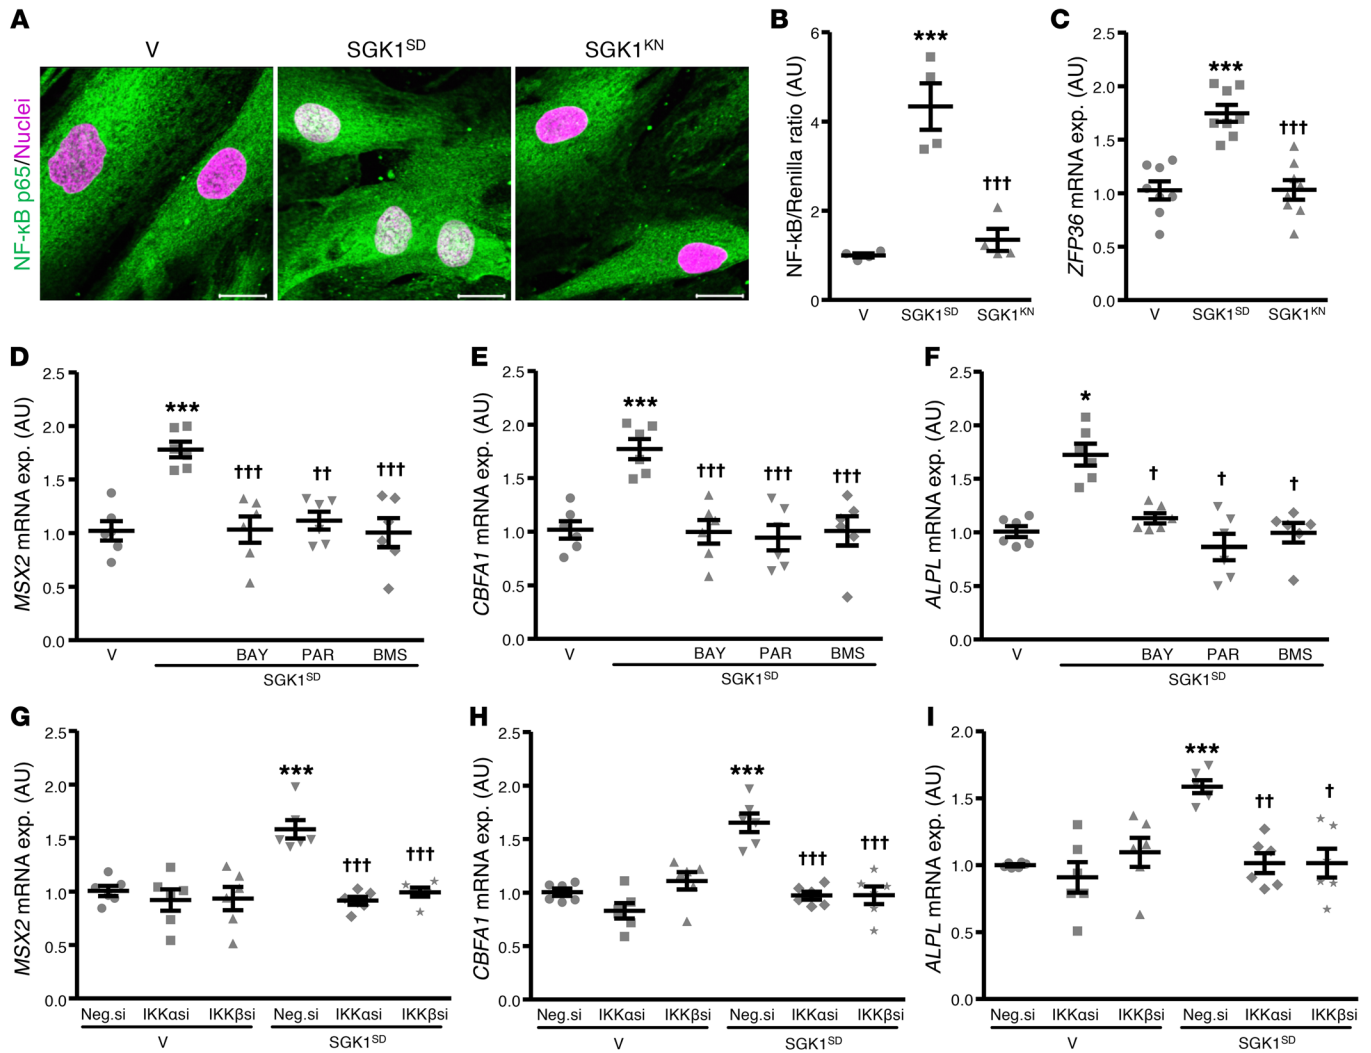 A
V
SGK1SD
SGK1KN
NF-κB p65/Nuclei
B
NF-κB/Renilla ratio (AU)
6
4
2
0
***
†††
V
SGK1SD
SGK1KN
C
ZFP36 mRNA exp. (AU)
2.5
2.0
1.5
1.0
0.5
0.0
***
†††
V
SGK1SD
SGK1KN
D
MSX2 mRNA exp. (AU)
2.5
2.0
1.5
1.0
0.5
0.0
***
†††
††
†††
V
BAY
PAR
BMS
SGK1SD
E
CBFA1 mRNA exp. (AU)
2.5
2.0
1.5
1.0
0.5
0.0
***
†††
†††
†††
V
BAY
PAR
BMS
SGK1SD
F
ALPL mRNA exp. (AU)
2.5
2.0
1.5
1.0
0.5
0.0
*
†
†
†
V
BAY
PAR
BMS
SGK1SD
G
MSX2 mRNA exp. (AU)
2.5
2.0
1.5
1.0
0.5
0.0
***
†††
†††
Neg.si IKKαsi IKKβsi Neg.si IKKαsi IKKβsi
V
SGK1SD
H
CBFA1 mRNA exp. (AU)
2.5
2.0
1.5
1.0
0.5
0.0
***
†††
†††
Neg.si IKKαsi IKKβsi Neg.si IKKαsi IKKβsi
V
SGK1SD
I
ALPL mRNA exp. (AU)
2.0
1.5
1.0
0.5
0.0
***
††
†
Neg.si IKKαsi IKKβsi Neg.si IKKαsi IKKβsi
V
SGK1SD